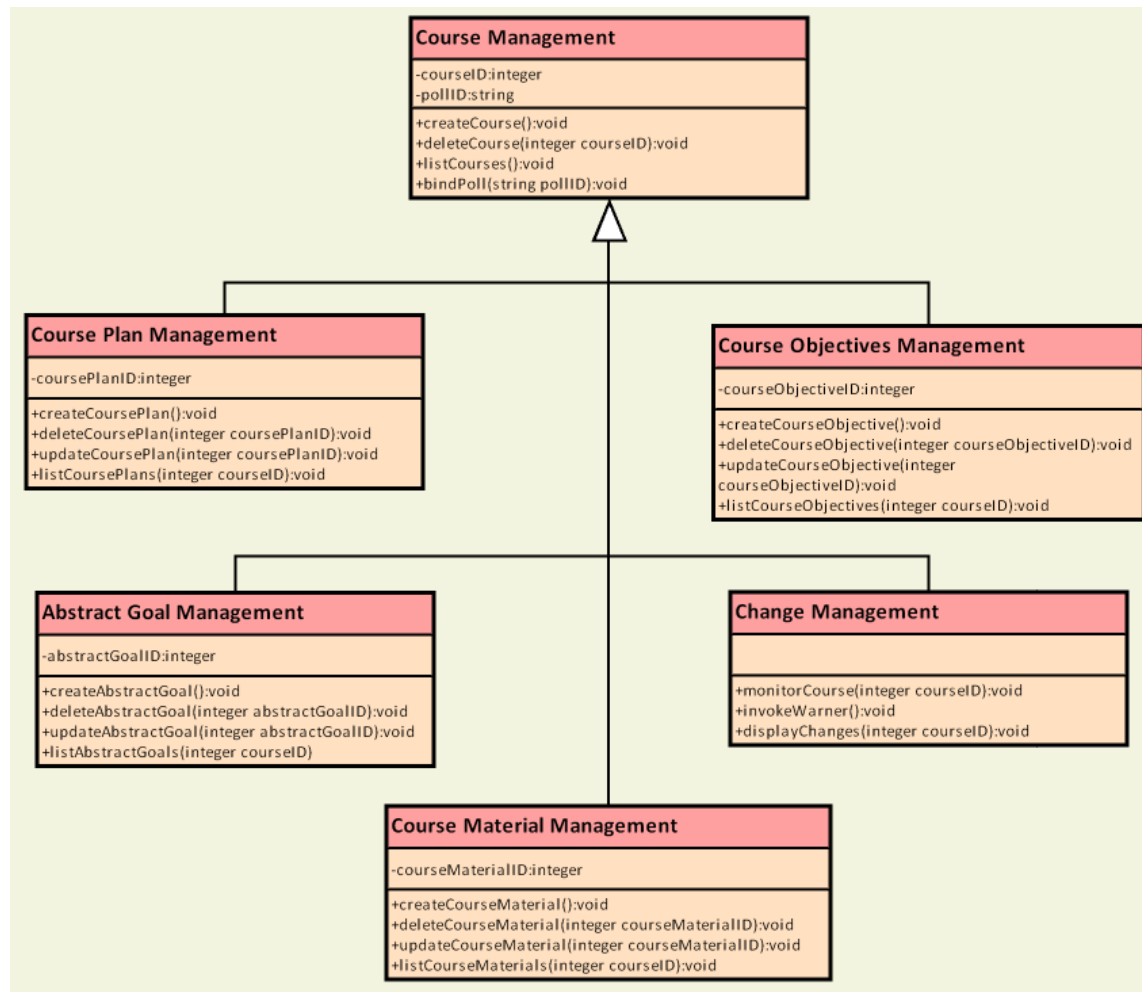 Course Management
-courseID:integer
-pollID:string
+createCourse():void
+deleteCourse(integer courseID):void
+listCourses():void
+bindPoll(string pollID):void
Course Plan Management
-coursePlanID:integer
+createCoursePlan():void
+deleteCoursePlan(integer coursePlanID):void
+updateCoursePlan(integer coursePlanID):void
+listCoursePlans(integer courseID):void
Course Objectives Management
-courseObjectiveID:integer
+createCourseObjective():void
+deleteCourseObjective(integer courseObjectiveID):void
+updateCourseObjective(integer
courseObjectiveID):void
+listCourseObjectives(integer courseID):void
Abstract Goal Management
-abstractGoalID:integer
+createAbstractGoal():void
+deleteAbstractGoal(integer abstractGoalID):void
+updateAbstractGoal(integer abstractGoalID):void
+listAbstractGoals(integer courseID)
Change Management
+monitorCourse(integer courseID):void
+invokeWarner():void
+displayChanges(integer courseID):void
Course Material Management
-courseMaterialID:integer
+createCourseMaterial():void
+deleteCourseMaterial(integer courseMaterialID):void
+updateCourseMaterial(integer courseMaterialID):void
+listCourseMaterials(integer courseID):void